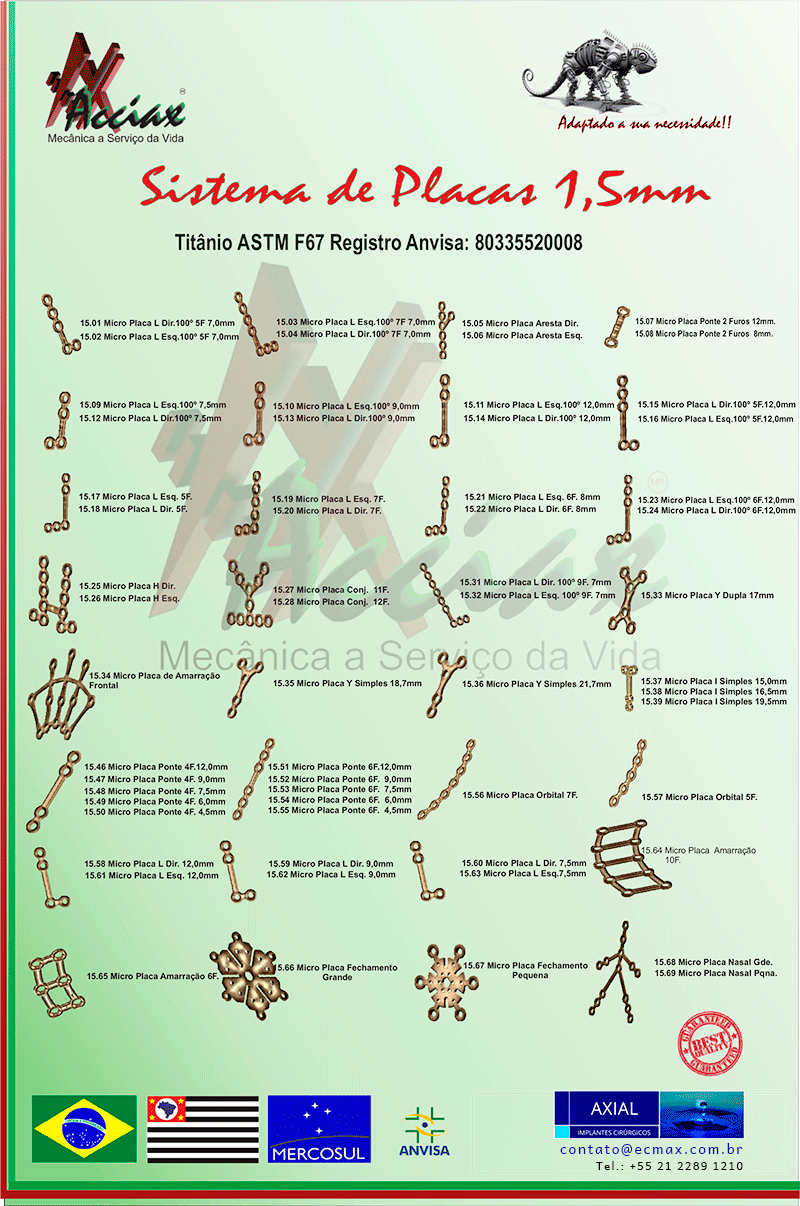 Acciax
®
Mecânica a Serviço da Vida
Adaptado a sua necessidade!!
Sistema de Placas 1,5mm
Titânio ASTM F67 Registro Anvisa: 80335520008
15.01 Micro Placa L Dir.100º 5F 7,0mm
15.02 Micro Placa L Esq.100º 5F 7,0mm
15.03 Micro Placa L Esq.100º 7F 7,0mm
15.04 Micro Placa L Dir.100º 7F 7,0mm
15.05 Micro Placa Aresta Dir.
15.06 Micro Placa Aresta Esq.
15.07 Micro Placa Ponte 2 Furos 12mm.
15.08 Micro Placa Ponte 2 Furos 8mm.
15.09 Micro Placa L Esq.100º 7,5mm
15.12 Micro Placa L Dir.100º 7,5mm
15.10 Micro Placa L Esq.100º 9,0mm
15.13 Micro Placa L Dir.100º 9,0mm
15.11 Micro Placa L Esq.100º 12,0mm
15.14 Micro Placa L Dir.100º 12,0mm
15.15 Micro Placa L Dir.100º 5F.12,0mm
15.16 Micro Placa L Esq.100º 5F.12,0mm
15.17 Micro Placa L Esq. 5F.
15.18 Micro Placa L Dir. 5F.
15.19 Micro Placa L Esq. 7F.
15.20 Micro Placa L Dir. 7F.
15.21 Micro Placa L Esq. 6F. 8mm
15.22 Micro Placa L Dir. 6F. 8mm
MR
15.23 Micro Placa L Esq.100º 6F.12,0mm
15.24 Micro Placa L Dir.100º 6F.12,0mm
15.25 Micro Placa H Dir.
15.26 Micro Placa H Esq.
15.27 Micro Placa Conj. 11F.
15.28 Micro Placa Conj. 12F.
15.31 Micro Placa L Dir. 100º 9F. 7mm
15.32 Micro Placa L Esq. 100º 9F. 7mm
15.33 Micro Placa Y Dupla 17mm
Acciax
Mecânica a Serviço da Vida
15.34 Micro Placa de Amarração
Frontal
15.35 Micro Placa Y Simples 18,7mm
15.36 Micro Placa Y Simples 21,7mm
15.37 Micro Placa I Simples 15,0mm
15.38 Micro Placa I Simples 16,5mm
15.39 Micro Placa I Simples 19,5mm
15.46 Micro Placa Ponte 4F.12,0mm
15.47 Micro Placa Ponte 4F. 9,0mm
15.48 Micro Placa Ponte 4F. 7,5mm
15.49 Micro Placa Ponte 4F. 6,0mm
15.50 Micro Placa Ponte 4F. 4,5mm
15.51 Micro Placa Ponte 6F.12,0mm
15.52 Micro Placa Ponte 6F. 9,0mm
15.53 Micro Placa Ponte 6F. 7,5mm
15.54 Micro Placa Ponte 6F. 6,0mm
15.55 Micro Placa Ponte 6F. 4,5mm
15.56 Micro Placa Orbital 7F.
15.57 Micro Placa Orbital 5F.
15.58 Micro Placa L Dir. 12,0mm
15.61 Micro Placa L Esq. 12,0mm
15.59 Micro Placa L Dir. 9,0mm
15.62 Micro Placa L Esq. 9,0mm
15.60 Micro Placa L Dir. 7,5mm
15.63 Micro Placa L Esq.7,5mm
15.64 Micro Placa Amarração
10F.
15.65 Micro Placa Amarração 6F.
15.66 Micro Placa Fechamento
Grande
15.67 Micro Placa Fechamento
Pequena
15.68 Micro Placa Nasal Gde.
15.69 Micro Placa Nasal Pqna.
GUARANTEED
BEST
QUALITY
GUARANTEED
MERCOSUL
ANVISA
AXIAL
IMPLANTES CIRÚRGICOS
contato@ecmax.com.br
Tel.: +55 21 2289 1210